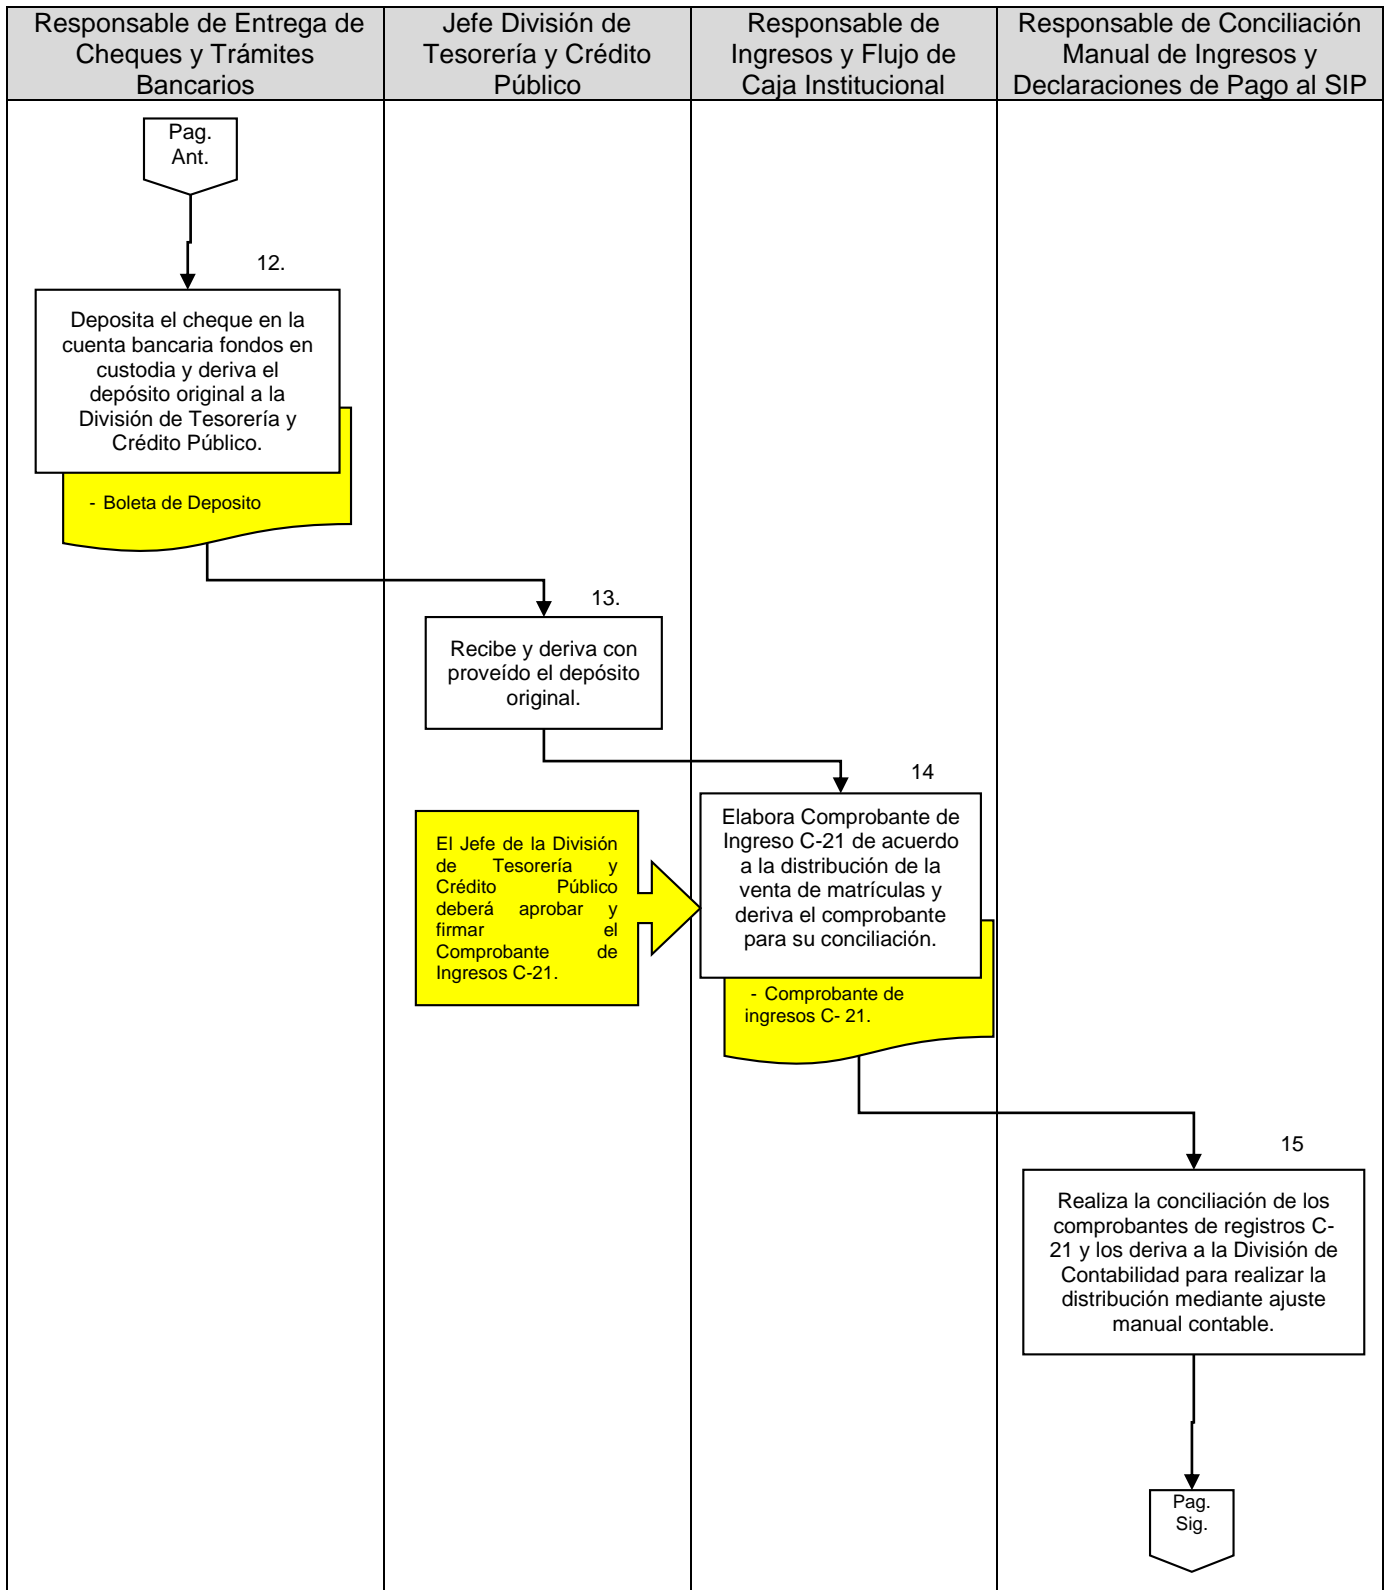 Responsable de Entrega de
Cheques y Trámites
Bancarios
Jefe División de
Tesorería y Crédito
Público
Responsable de
Ingresos y Flujo de
Caja Institucional
Responsable de Conciliación
Manual de Ingresos y
Declaraciones de Pago al SIP
Pag.
Ant.
12.
Deposita el cheque en la
cuenta bancaria fondos en
custodia y deriva el
depósito original a la
División de Tesorería y
Crédito Público.
- Boleta de Deposito
13.
Recibe y deriva con
proveído el depósito
original.
14
Elabora Comprobante de
Ingreso C-21 de acuerdo
a la distribución de la
venta de matrículas y
deriva el comprobante
para su conciliación.
El Jefe de la División
de Tesorería y
Crédito Público
deberá aprobar y
firmar el
Comprobante de
Ingresos C-21.
- Comprobante de
ingresos C- 21.
15
Realiza la conciliación de los
comprobantes de registros C-
21 y los deriva a la División de
Contabilidad para realizar la
distribución mediante ajuste
manual contable.
Pag.
Sig.